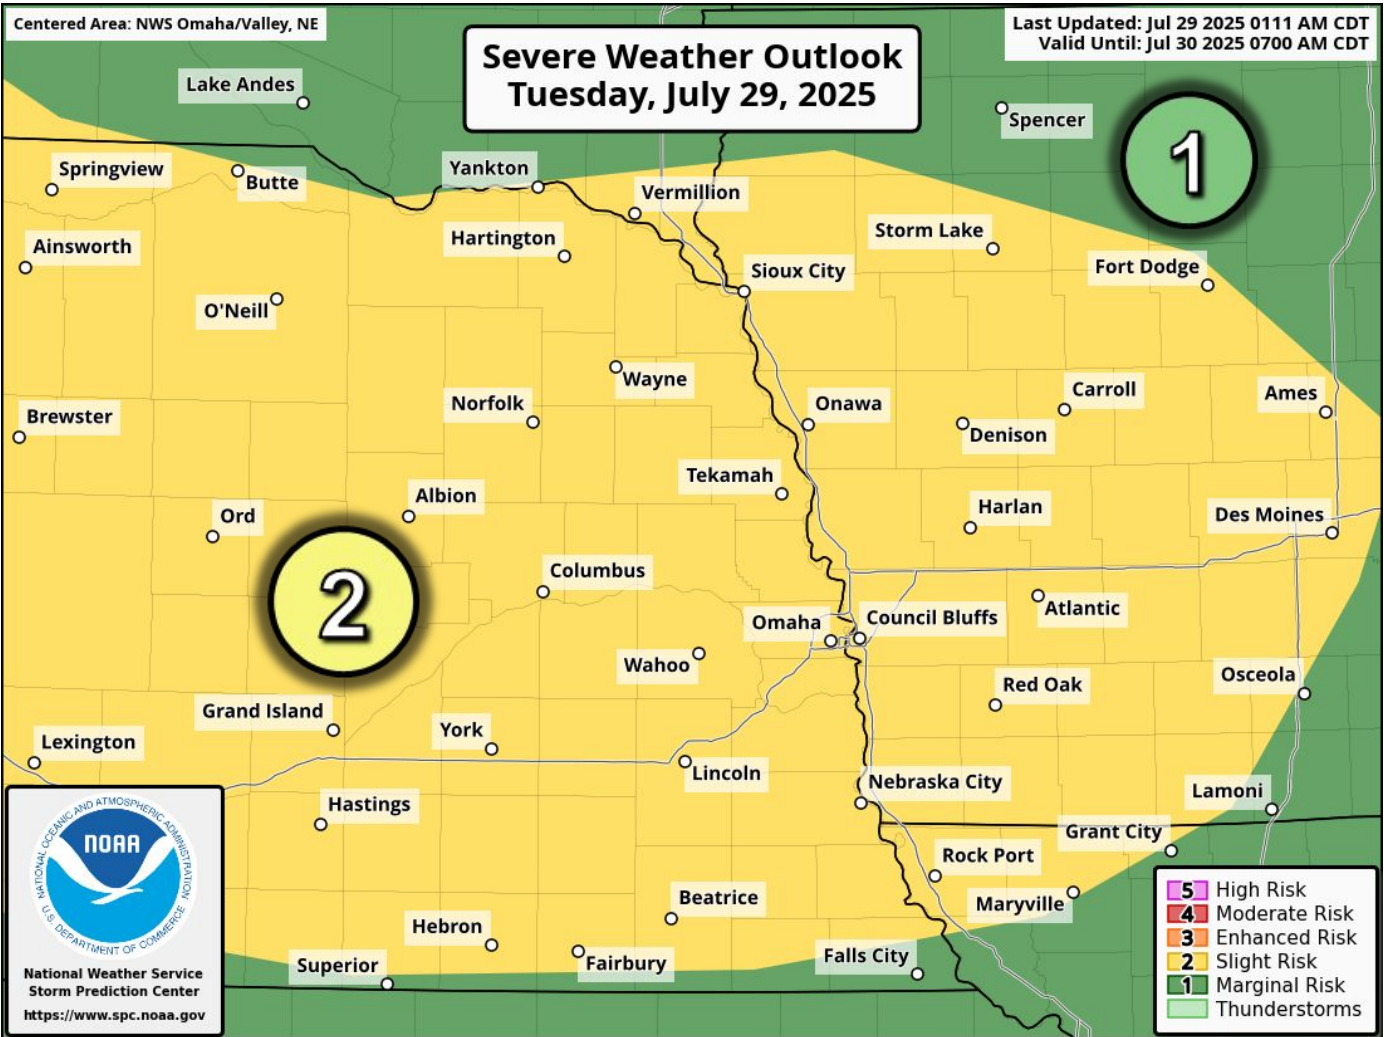 Centered Area: NWS Omaha/Valley, NE
Severe Weather Outlook
Tuesday, July 29, 2025
Last Updated: Jul 29 2025 0111 AM CDT
Valid Until: Jul 30 2025 0700 AM CDT
Lake Andes
Spencer
1
Springview
Butte
Yankton
Vermillion
Ainsworth
Hartington
Storm Lake
Sioux City
Fort Dodge
O'Neill
Wayne
Brewster
Norfolk
Onawa
Carroll
Ames
Denison
Tekamah
Albion
Ord
Harlan
Des Moines
2
Columbus
Omaha
Council Bluffs
Atlantic
Wahoo
Red Oak
Osceola
Grand Island
York
Lexington
Lincoln
Nebraska City
Lamoni
Hastings
Grant City
Rock Port
Maryville
Beatrice
Hebron
Fairbury
Falls City
Superior
NATIONAL OCEANIC AND ATMOSPHERIC ADMINISTRATION
NOAA
U.S. DEPARTMENT OF COMMERCE
National Weather Service
Storm Prediction Center
https://www.spc.noaa.gov
5 High Risk
4 Moderate Risk
3 Enhanced Risk
2 Slight Risk
1 Marginal Risk
Thunderstorms